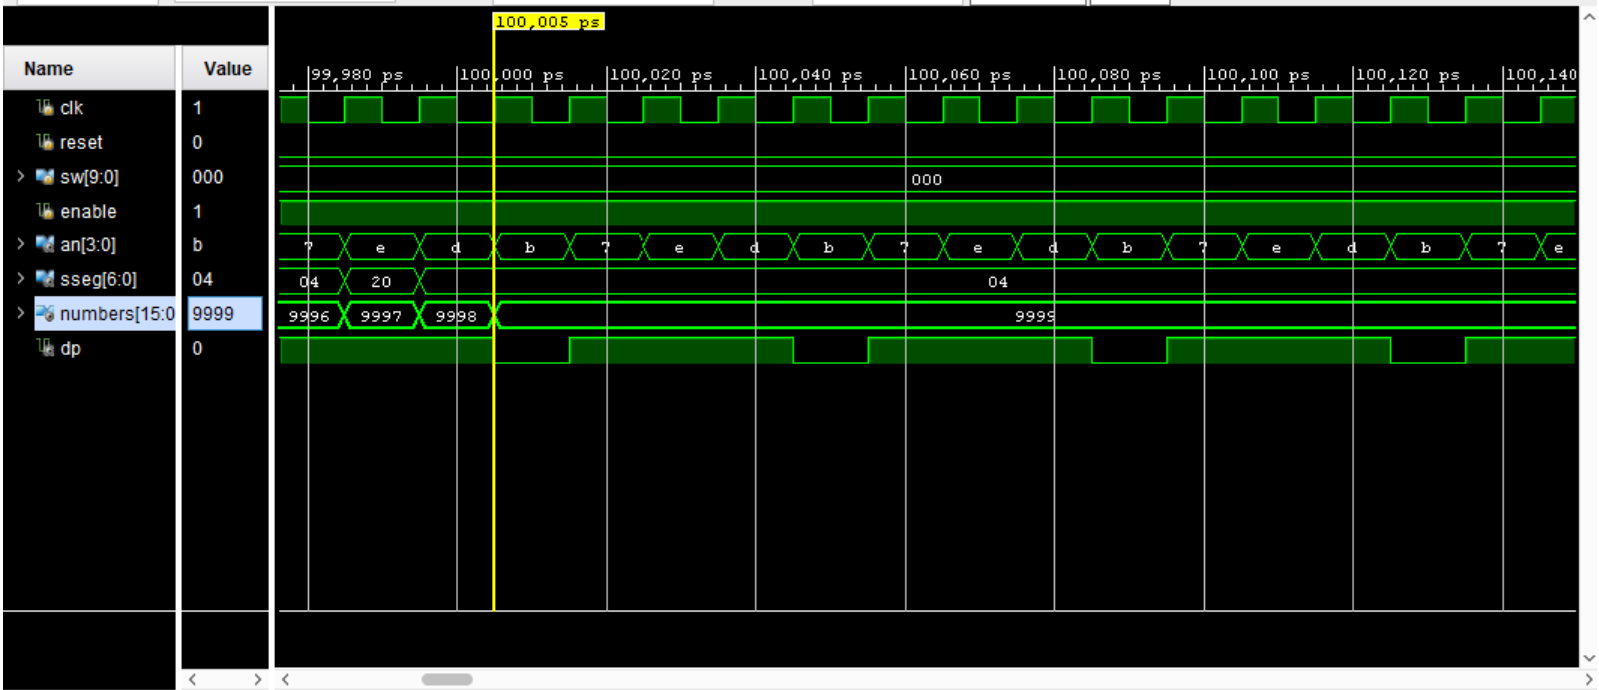 100,005 ps
Name Value
99,980 ps 100,000 ps 100,020 ps 100,040 ps 100,060 ps 100,080 ps 100,100 ps 100,120 ps 100,140
clk 1
reset 0
sw[9:0] 000 000
enable 1
an[3:0] b 7 e d b 7 e d b 7 e d b 7 e d b 7 e
sseg[6:0] 04 04 20 04
numbers[15:0 9999 9996 9997 9998 9999
dp 0